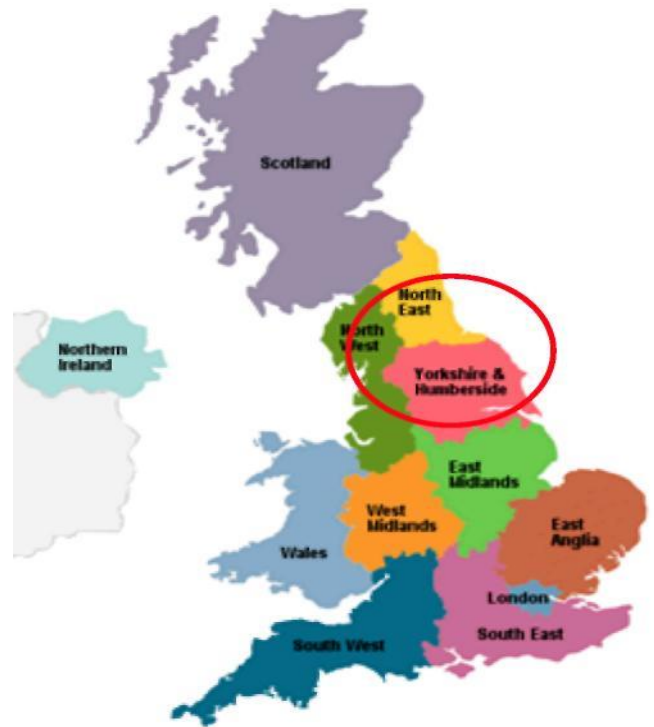 Scotland
North
East
North
West
Northern
Ireland
Yorkshire &
Humberside
East
Midlands
West
Midlands
East
Anglia
Wales
London
South East
South West